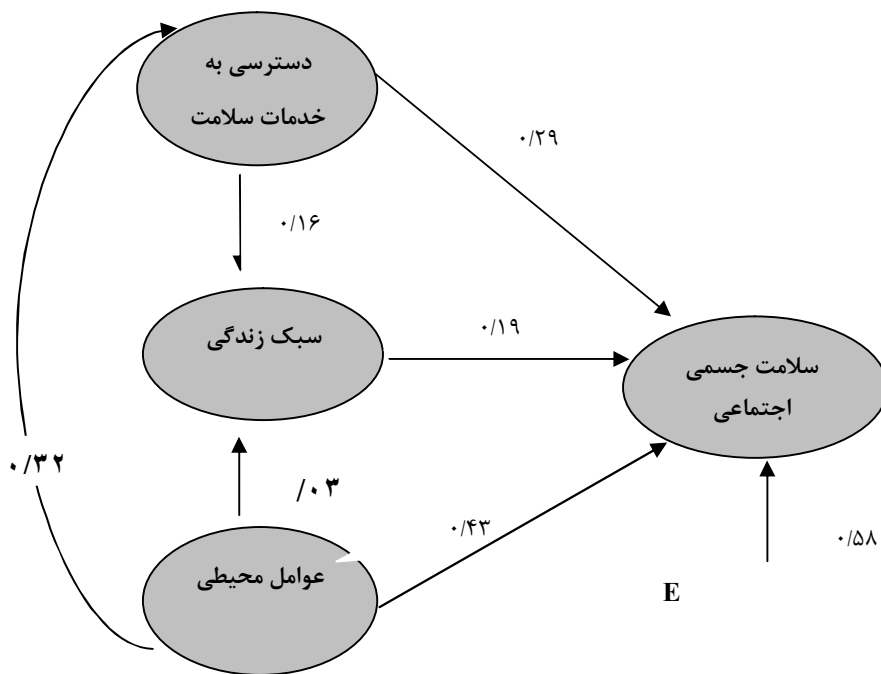 دسترسی به
خدمات سلامت
۰/۲۹
۰/۱۶
سبک زندگی
۰/۱۹
سلامت جسمی
اجتماعی
۰/۳۲
/۰۳
عوامل محیطی
۰/۴۳
۰/۵۸
E